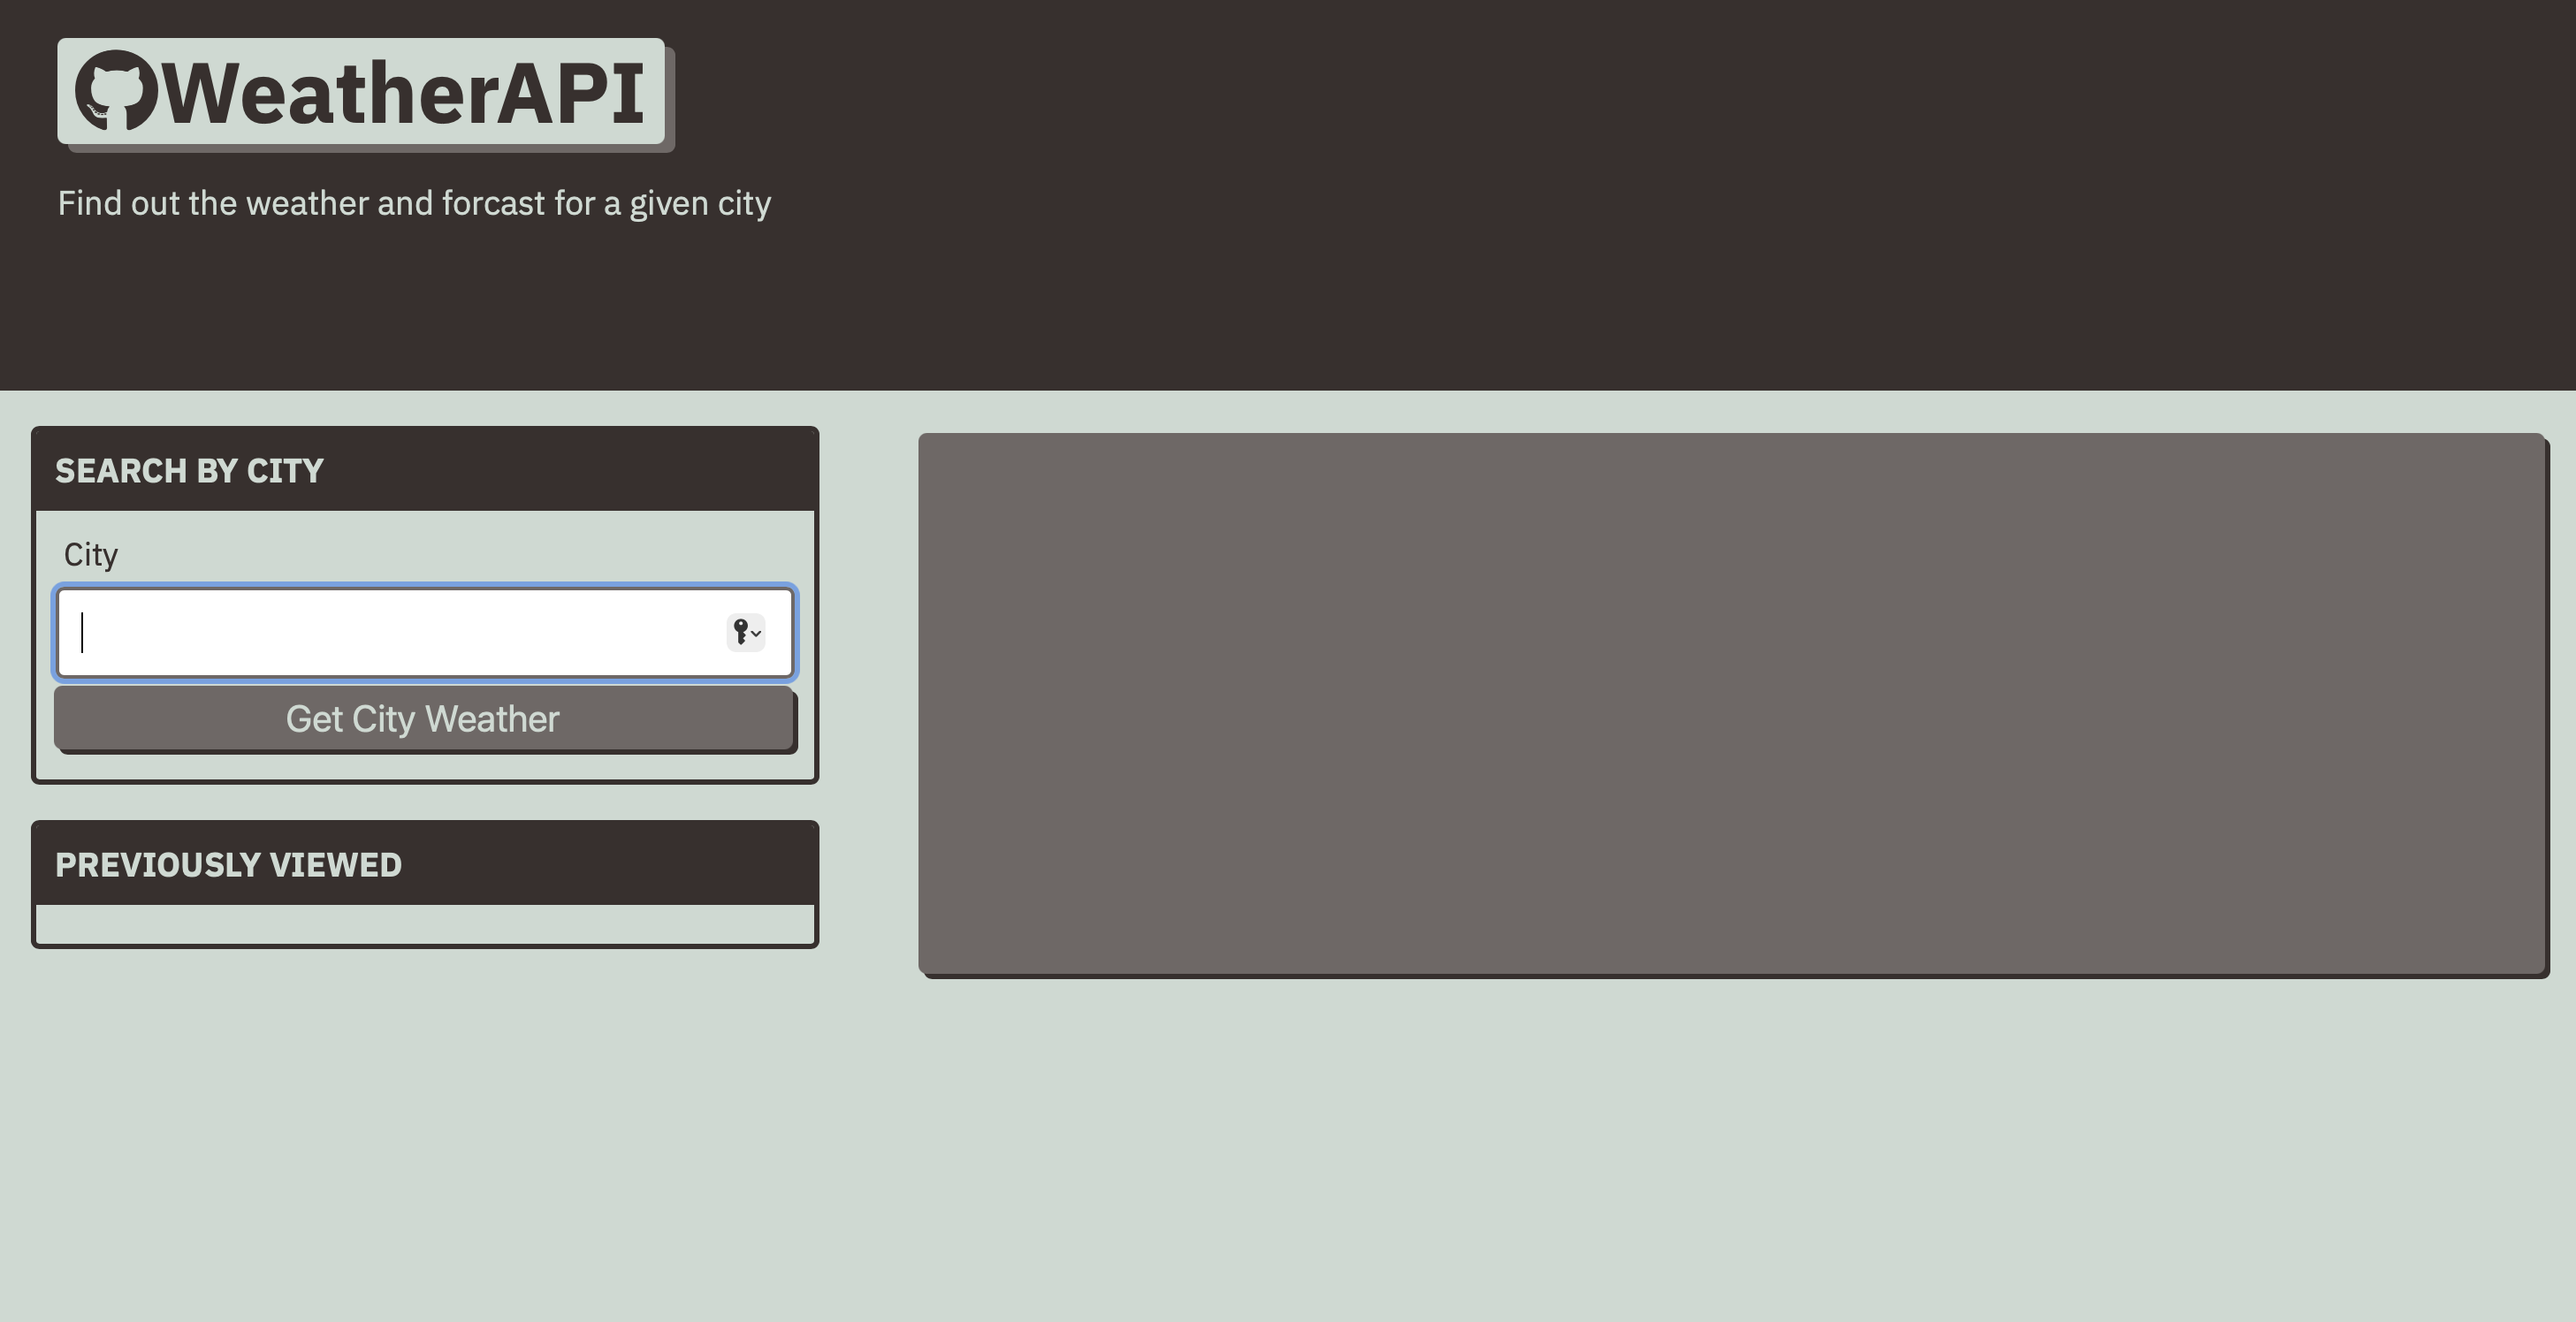 WeatherAPI
Find out the weather and forcast for a given city
SEARCH BY CITY
City
Get City Weather
PREVIOUSLY VIEWED